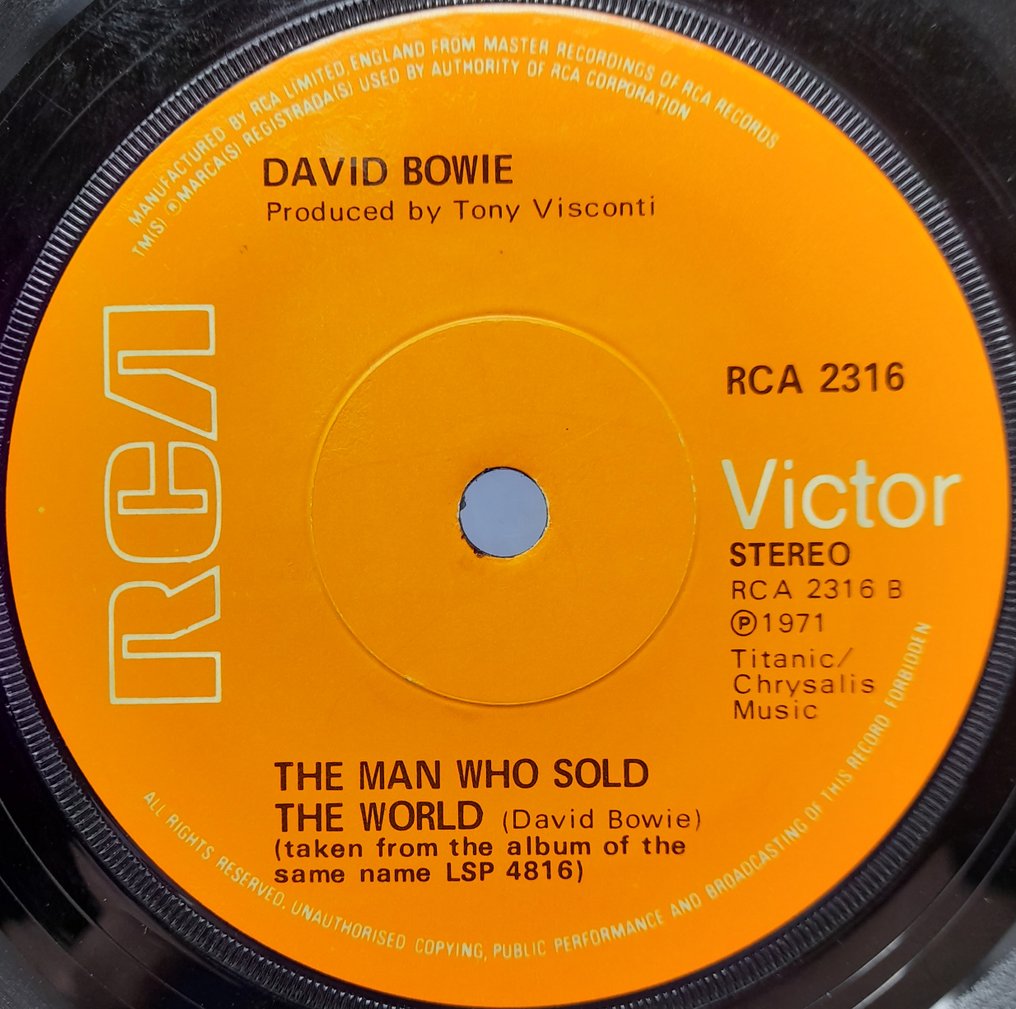 MANUFACTURED BY RCA LIMITED, ENGLAND FROM MASTER RECORDINGS OF RCA RECORDS
TM(S) ®MARCA(S) REGISTRADA(S) USED BY AUTHORITY OF RCA CORPORATION
DAVID BOWIE
Produced by Tony Visconti
RCA
RCA 2316
Victor
STEREO
RCA 2316 B
Ⓟ1971
Titanic/
Chrysalis
Music
THE MAN WHO SOLD
THE WORLD (David Bowie)
(taken from the album of the
same name LSP 4816)
ALL RIGHTS RESERVED. UNAUTHORISED COPYING, PUBLIC PERFORMANCE AND BROADCASTING OF THIS RECORD FORBIDDEN